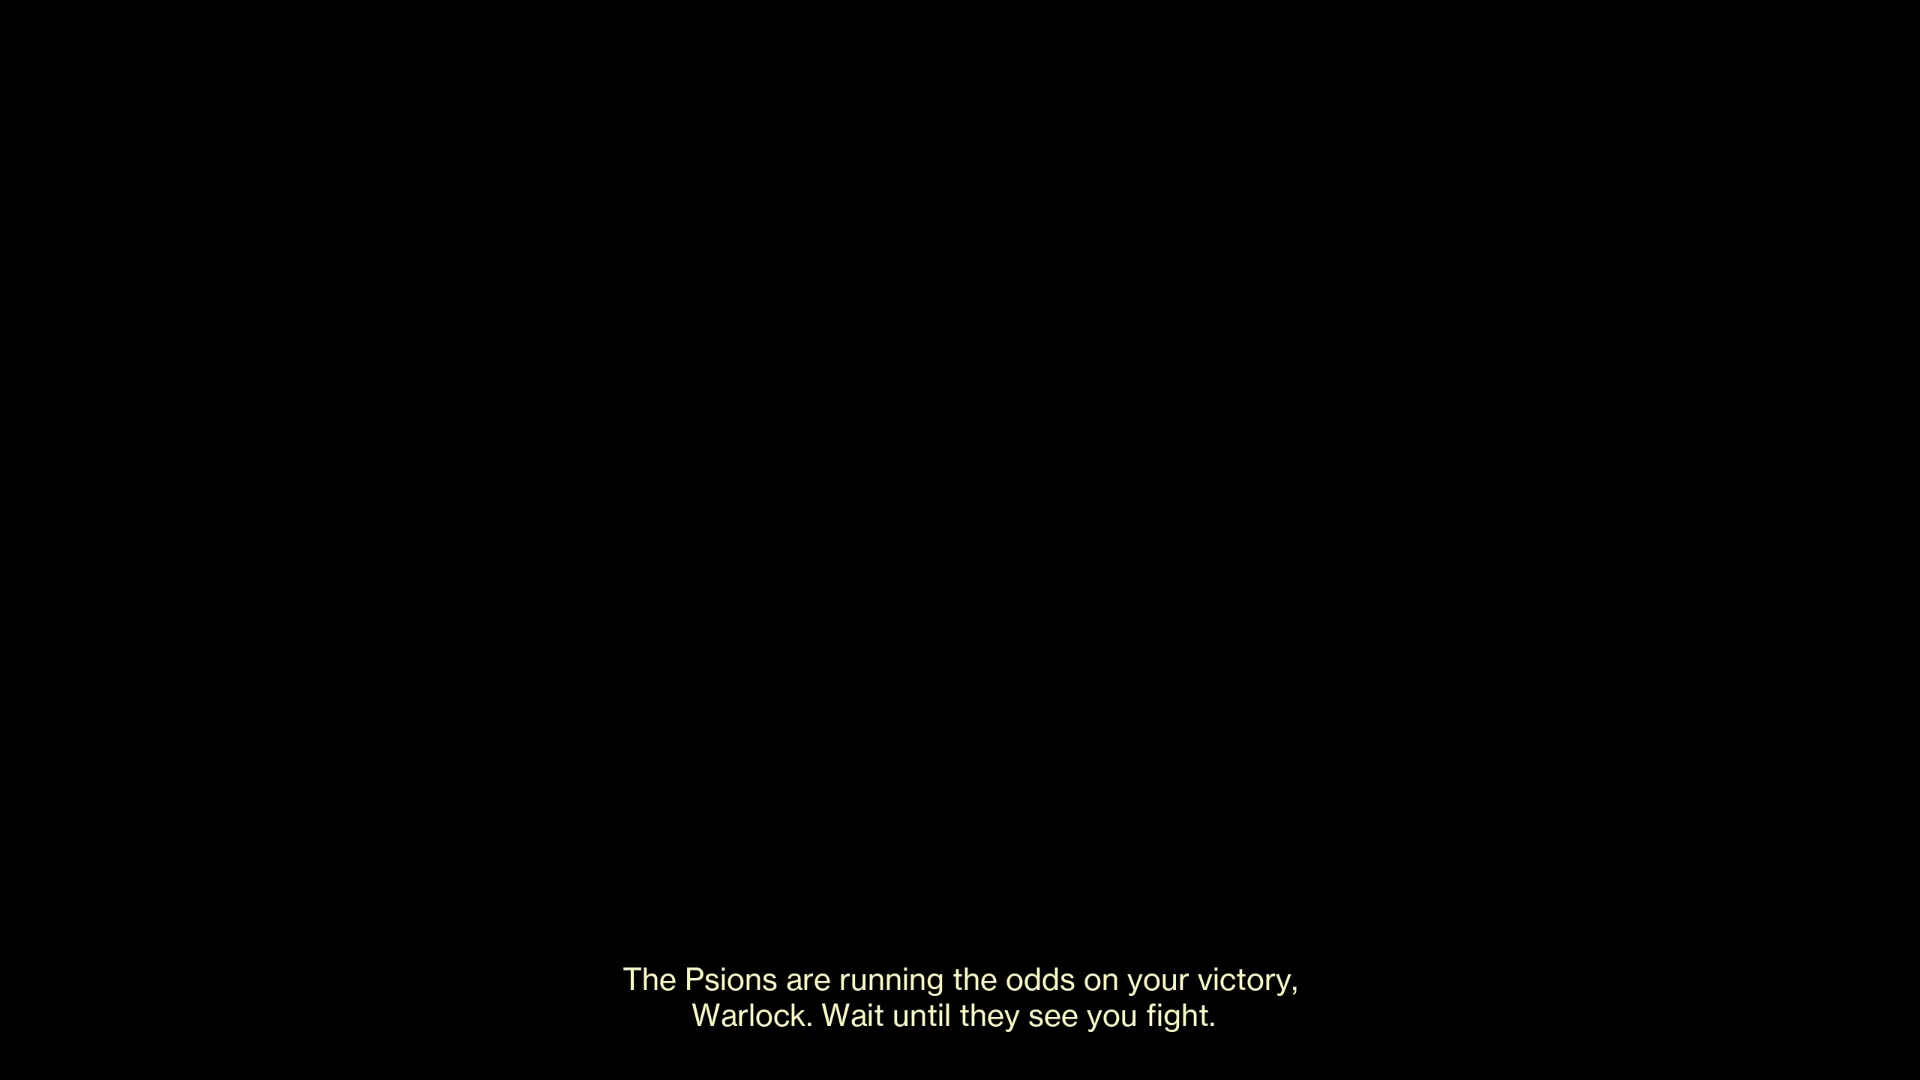 The Psions are running the odds on your victory,
Warlock. Wait until they see you fight.